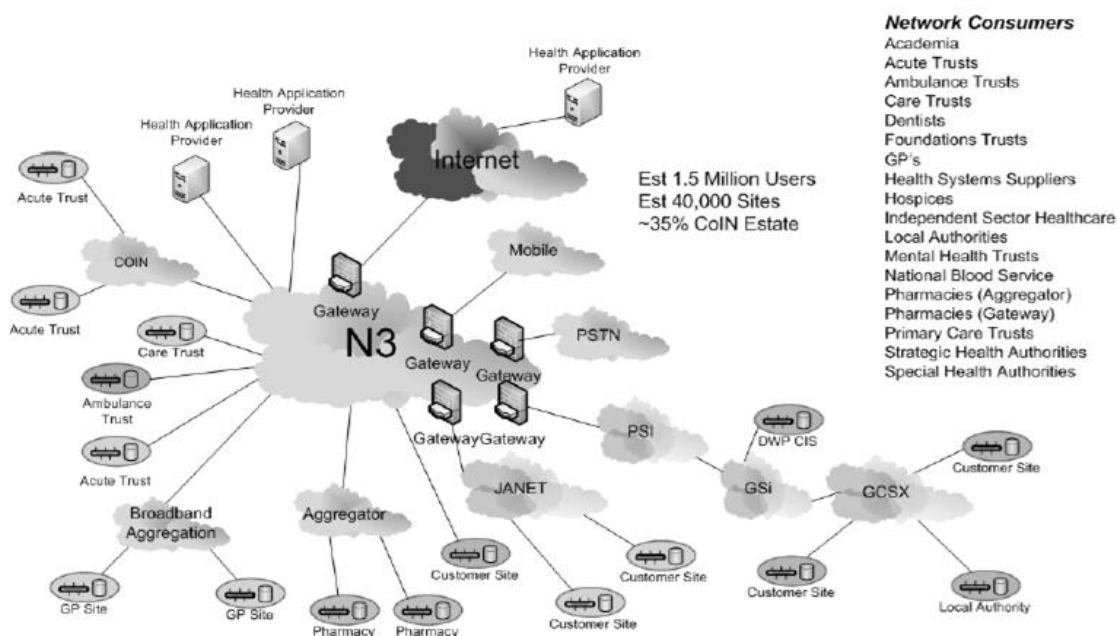 Network Consumers
Academia
Acute Trusts
Ambulance Trusts
Care Trusts
Dentists
Foundations Trusts
GP's
Health Systems Suppliers
Hospices
Independent Sector Healthcare
Local Authorities
Mental Health Trusts
National Blood Service
Pharmacies (Aggregator)
Pharmacies (Gateway)
Primary Care Trusts
Strategic Health Authorities
Special Health Authorities
Health Application
Provider
Health Application
Provider
Health Application
Provider
Internet
Est 1.5 Million Users
Est 40,000 Sites
~35% CoIN Estate
Acute Trust
COIN
Acute Trust
Mobile
Gateway
N3
Gateway
PSTN
Gateway
Care Trust
Ambulance
Trust
Acute Trust
Gateway
Gateway
PSI
DWP CIS
GSi
GCSX
Customer Site
JANET
Broadband
Aggregation
Aggregator
Customer Site
Customer Site
Customer Site
Customer Site
Local Authority
GP Site
GP Site
Pharmacy
Pharmacy